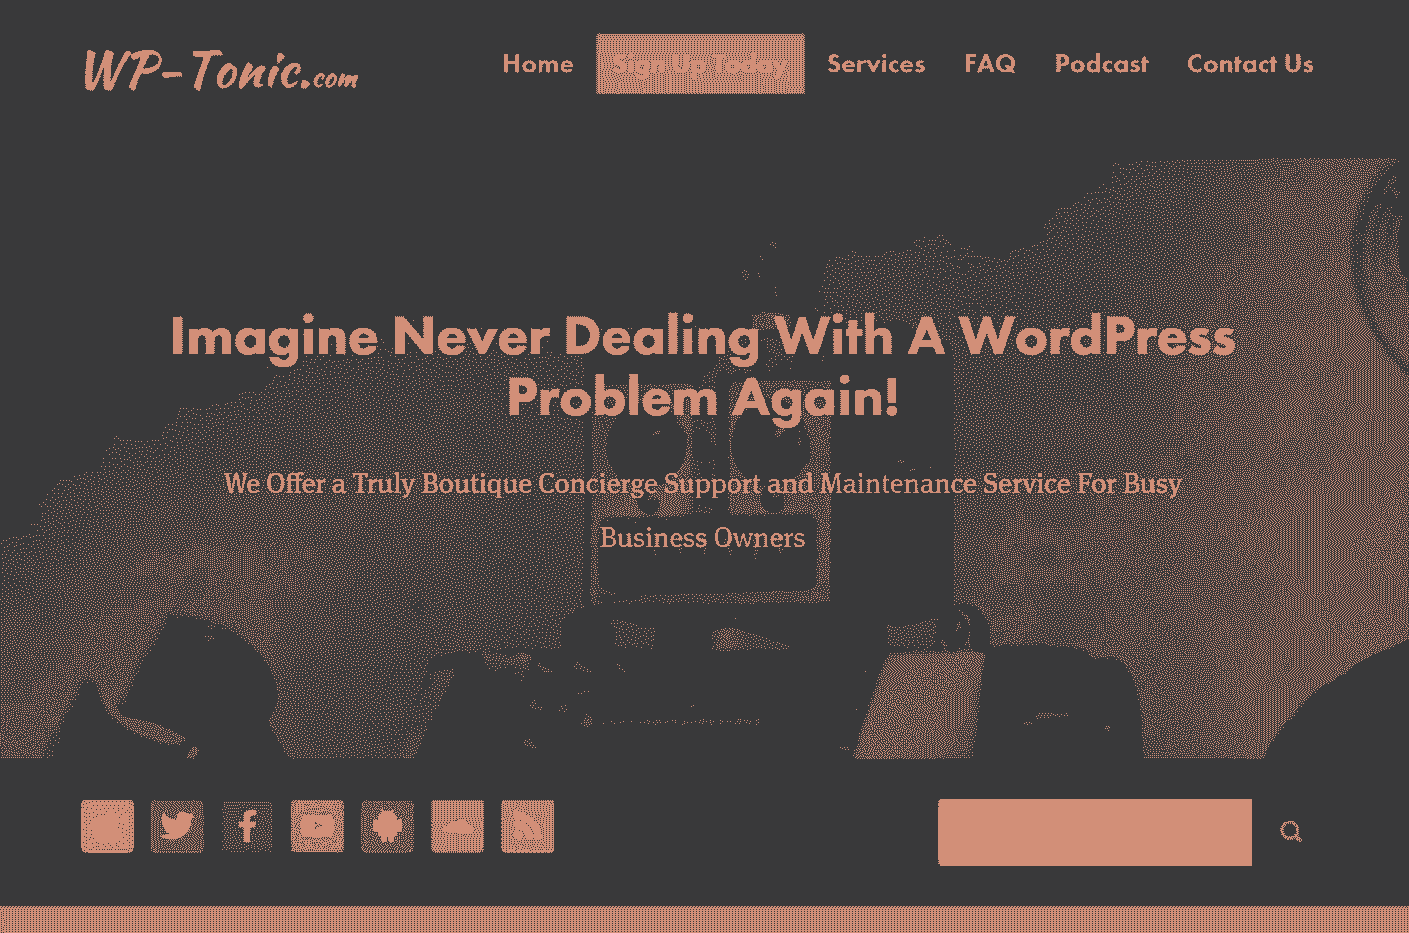 WP-Tonic.com
Home Sign Up Today Services FAQ Podcast Contact Us
Imagine Never Dealing With A WordPress
Problem Again!
We Offer a Truly Boutique Concierge Support and Maintenance Service For Busy
Business Owners